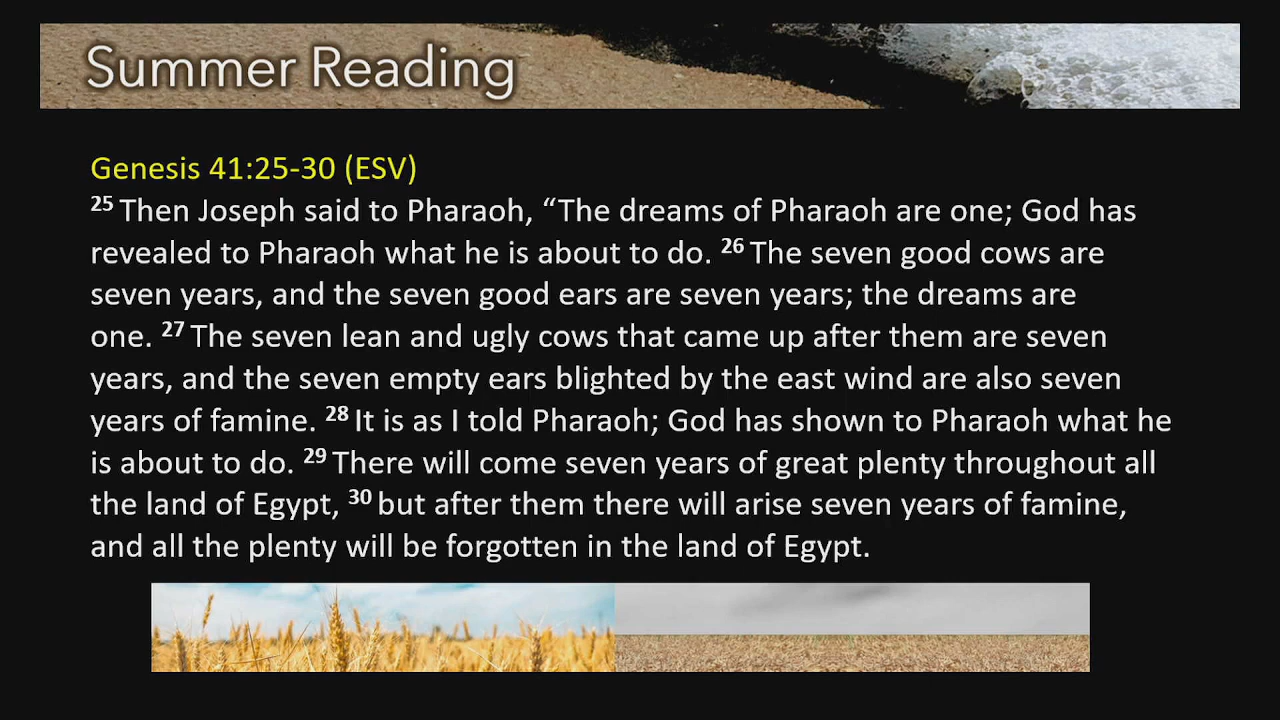 Summer Reading
Genesis 41:25-30 (ESV)
25 Then Joseph said to Pharaoh, “The dreams of Pharaoh are one; God has
revealed to Pharaoh what he is about to do. 26 The seven good cows are
seven years, and the seven good ears are seven years; the dreams are
one. 27 The seven lean and ugly cows that came up after them are seven
years, and the seven empty ears blighted by the east wind are also seven
years of famine. 28 It is as I told Pharaoh; God has shown to Pharaoh what he
is about to do. 29 There will come seven years of great plenty throughout all
the land of Egypt, 30 but after them there will arise seven years of famine,
and all the plenty will be forgotten in the land of Egypt.